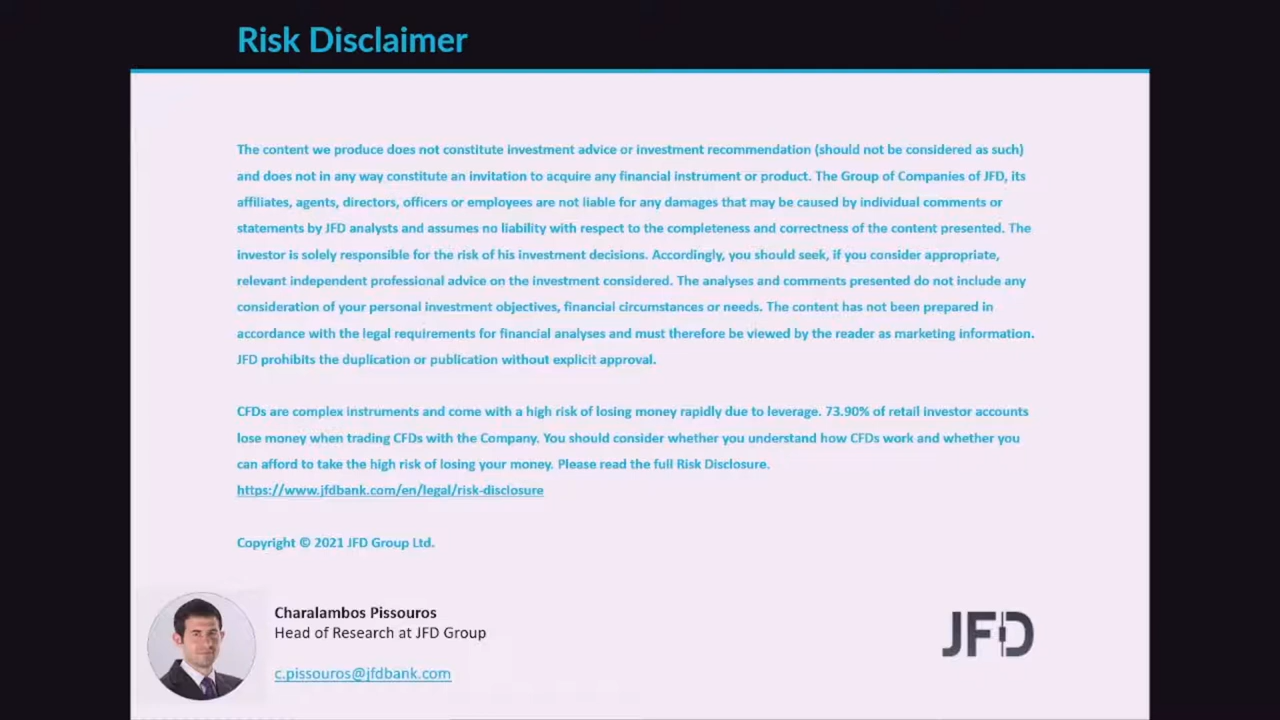 Risk Disclaimer
The content we produce does not constitute investment advice or investment recommendation (should not be considered as such)
and does not in any way constitute an invitation to acquire any financial instrument or product. The Group of Companies of JFD, its
affiliates, agents, directors, officers or employees are not liable for any damages that may be caused by individual comments or
statements by JFD analysts and assumes no liability with respect to the completeness and correctness of the content presented. The
investor is solely responsible for the risk of his investment decisions. Accordingly, you should seek, if you consider appropriate,
relevant independent professional advice on the investment considered. The analyses and comments presented do not include any
consideration of your personal investment objectives, financial circumstances or needs. The content has not been prepared in
accordance with the legal requirements for financial analyses and must therefore be viewed by the reader as marketing information.
JFD prohibits the duplication or publication without explicit approval.
CFDs are complex instruments and come with a high risk of losing money rapidly due to leverage. 73.90% of retail investor accounts
lose money when trading CFDs with the Company. You should consider whether you understand how CFDs work and whether you
can afford to take the high risk of losing your money. Please read the full Risk Disclosure.
https://www.jfdbank.com/en/legal/risk-disclosure
Copyright © 2021 JFD Group Ltd.
Charalambos Pissouros
Head of Research at JFD Group
c.pissouros@jfdbank.com
JFD